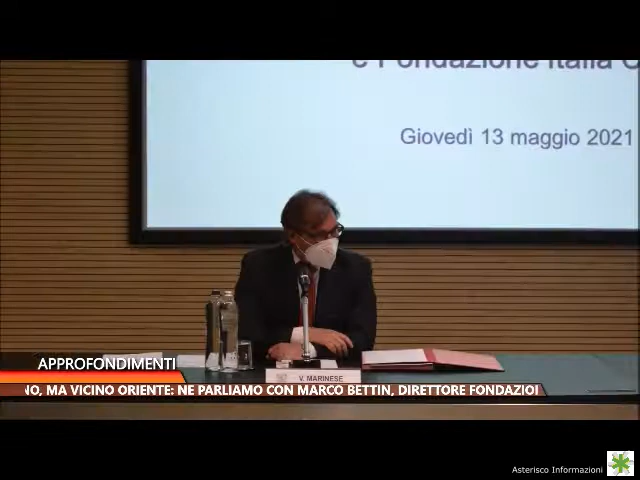 e Fondazione Italia C
Giovedì 13 maggio 2021
V. MARINESE
APPROFONDIMENTI
NO, MA VICINO ORIENTE: NE PARLIAMO CON MARCO BETTIN, DIRETTORE FONDAZIO
Asterisco Informazioni